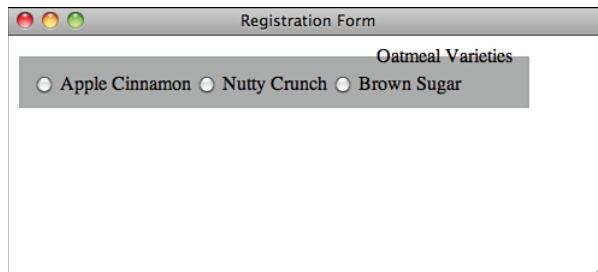 Registration Form
Oatmeal Varieties
Apple Cinnamon Nutty Crunch Brown Sugar